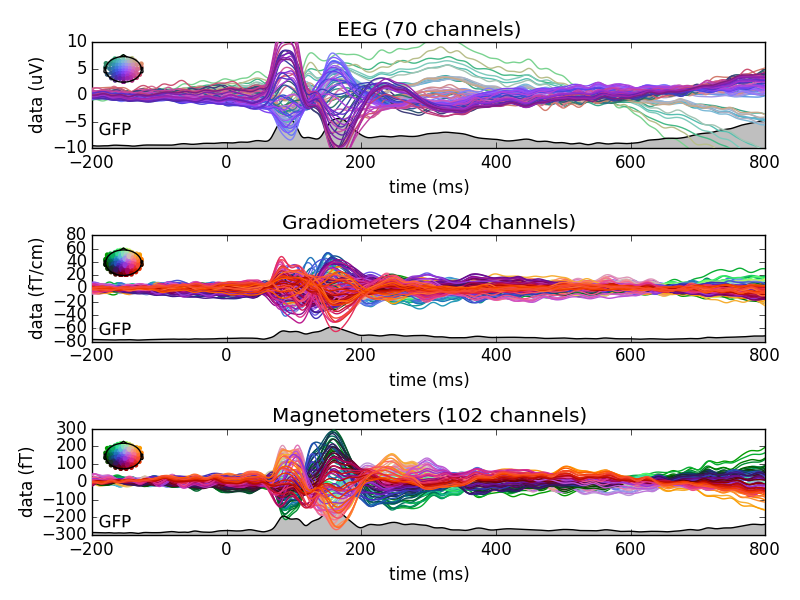 EEG (70 channels)
data (uV)
10
5
0
−5
−10
GFP
−200 0 200 400 600 800
time (ms)
Gradiometers (204 channels)
data (fT/cm)
80
60
40
20
0
−20
−40
−60
−80
GFP
−200 0 200 400 600 800
time (ms)
Magnetometers (102 channels)
data (fT)
300
200
100
0
−100
−200
−300
GFP
−200 0 200 400 600 800
time (ms)